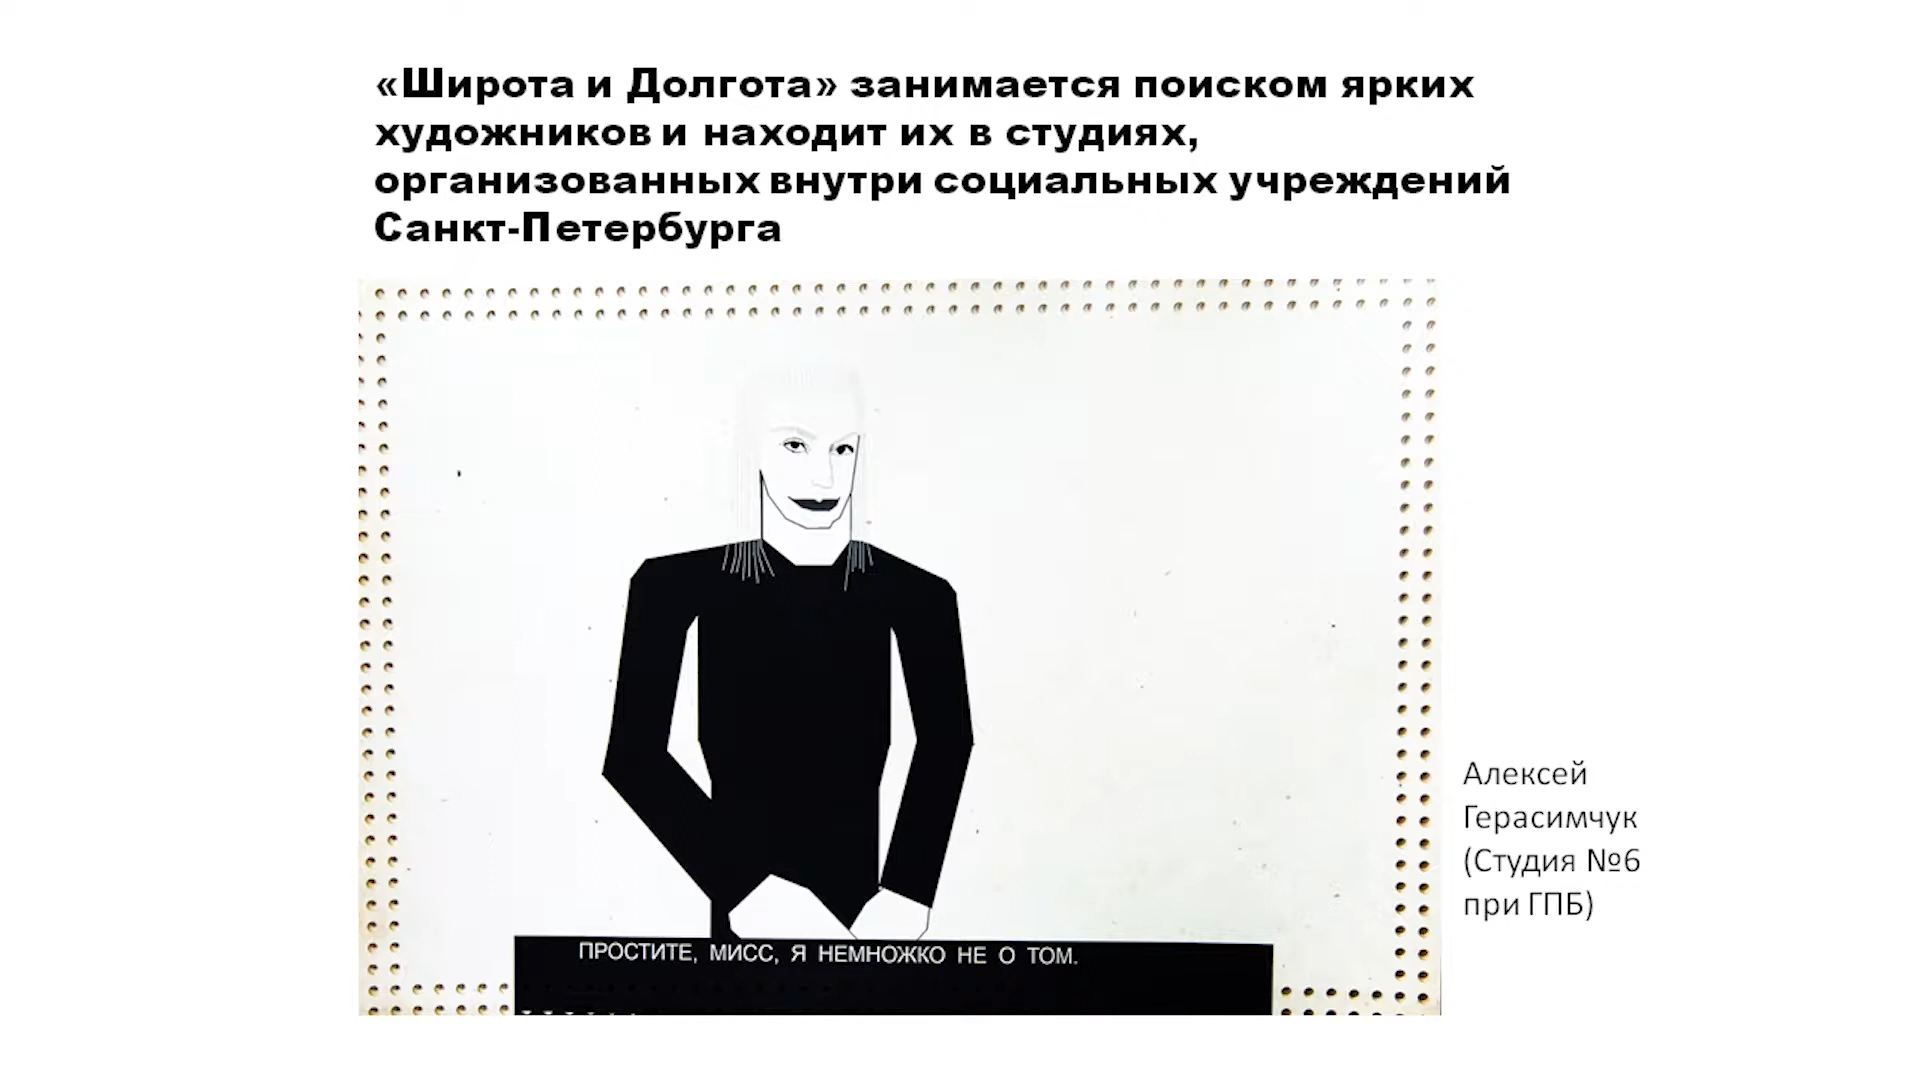 «Широта и Долгота» занимается поиском ярких
художников и находит их в студиях,
организованных внутри социальных учреждений
Санкт-Петербурга
ПРОСТИТЕ, МИСС, Я НЕМНОЖКО НЕ О ТОМ.
Алексей
Герасимчук
(Студия №6
при ГПБ)